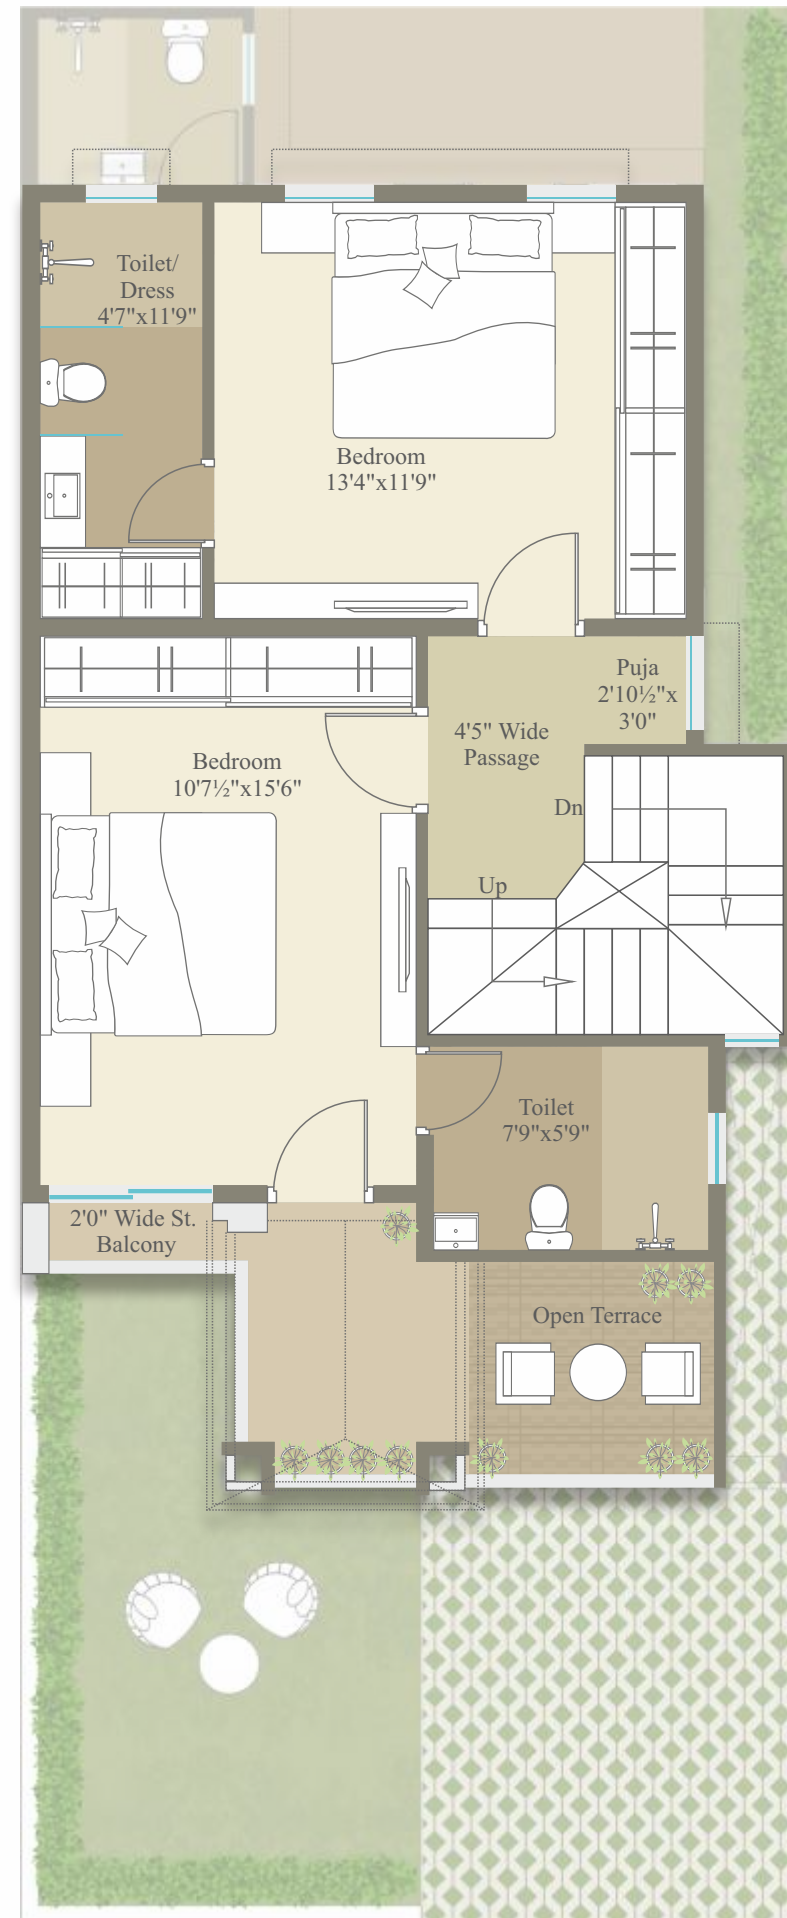 Toilet/
Dress
4'7"x11'9"
Bedroom
13'4"x11'9"
Puja
2'10½"x
3'0"
4'5" Wide
Passage
Bedroom
10'7½"x15'6"
Dn
Up
Toilet
7'9"x5'9"
2'0" Wide St.
Balcony
Open Terrace